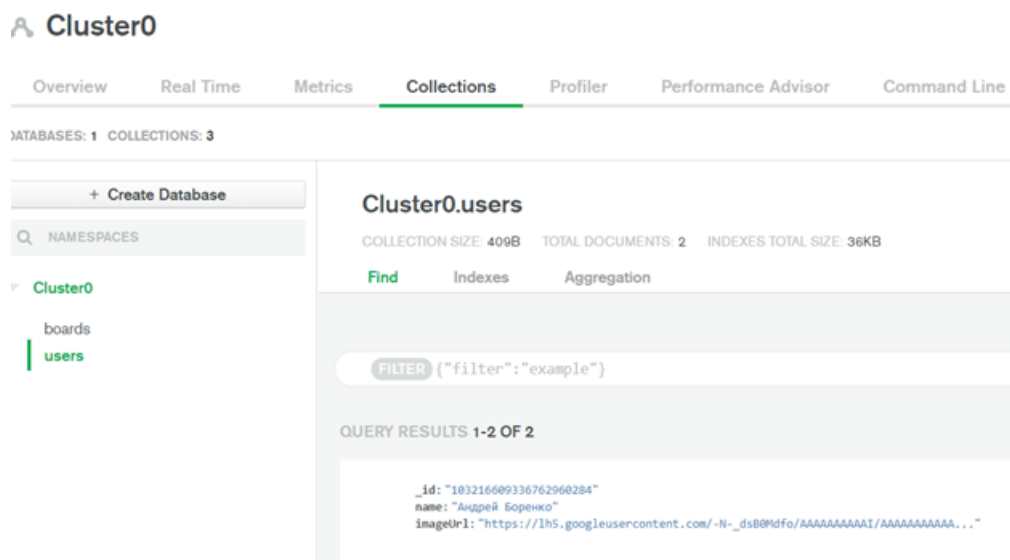 Cluster0
Overview Real Time Metrics Collections Profiler Performance Advisor Command Line
DATABASES: 1 COLLECTIONS: 3
+ Create Database
NAMESPACES
Cluster0
boards
users
Cluster0.users
COLLECTION SIZE: 409B TOTAL DOCUMENTS: 2 INDEXES TOTAL SIZE: 36KB
Find Indexes Aggregation
FILTER {"filter":"example"}
QUERY RESULTS 1-2 OF 2
_id: "103216609336762960284"
name: "Андрей Боренко"
imageUrl: "https://lh5.googleusercontent.com/-N-_dsB0Mdfo/AAAAAAAAAAI/AAAAAAAAAAA..."